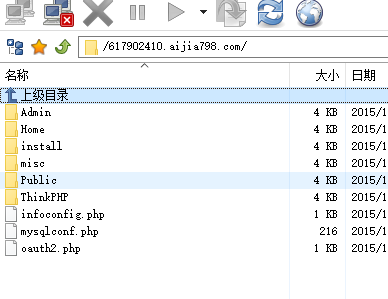 /617902410.aijia798.com/
名称 大小 日期
上级目录
Admin 4 KB 2015/1
Home 4 KB 2015/1
install 4 KB 2015/1
misc 4 KB 2015/1
Public 4 KB 2015/1
ThinkPHP 4 KB 2015/1
infoconfig.php 1 KB 2015/1
mysqlconf.php 216 2015/1
oauth2.php 1 KB 2015/1